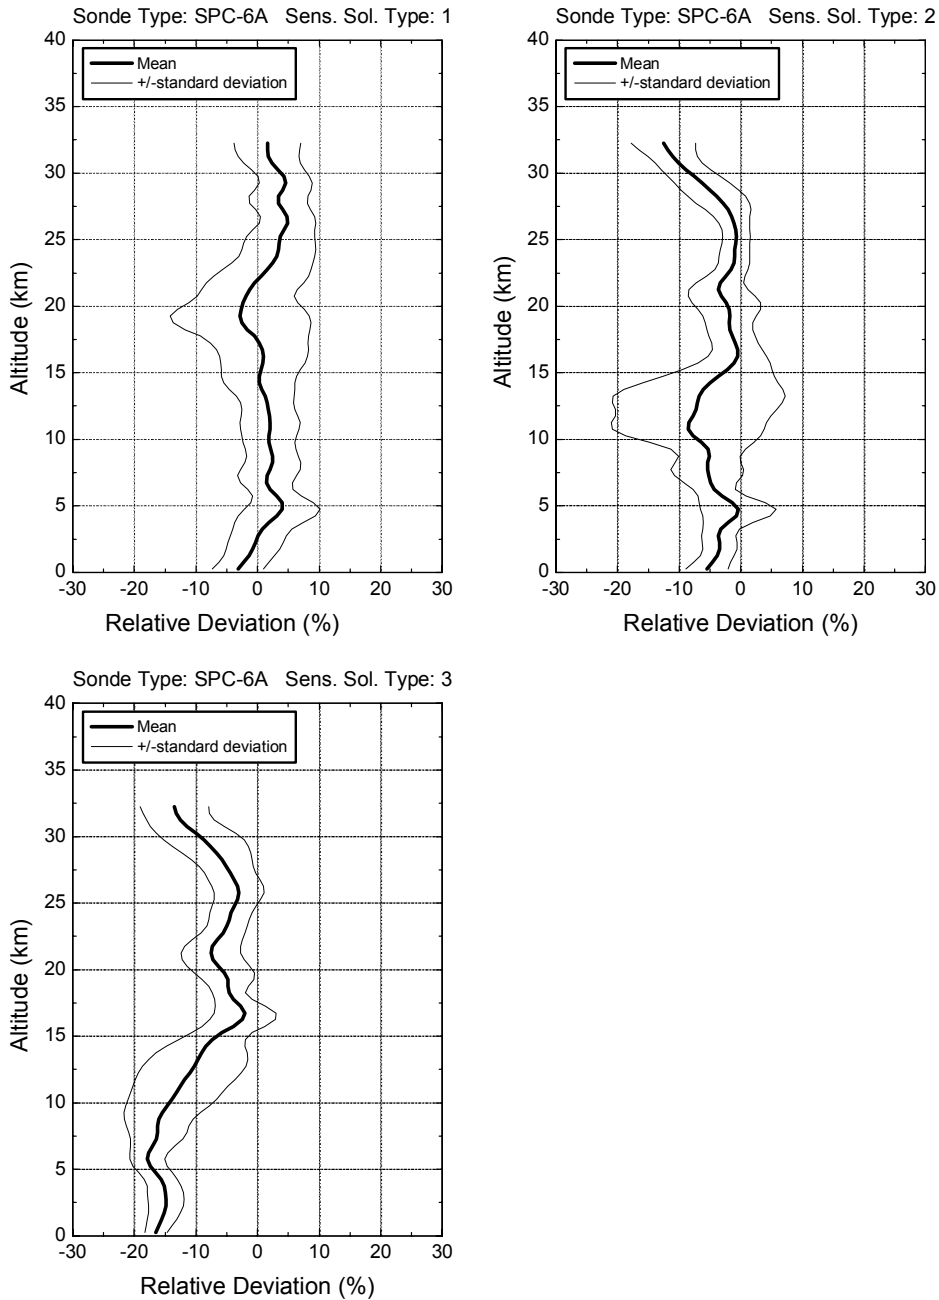 Sonde Type: SPC-6A Sens. Sol. Type: 1
Mean
+/-standard deviation
40
35
30
25
20
15
10
5
0
Altitude (km)
-30 -20 -10 0 10 20 30
Relative Deviation (%)
Sonde Type: SPC-6A Sens. Sol. Type: 2
Mean
+/-standard deviation
40
35
30
25
20
15
10
5
0
Altitude (km)
-30 -20 -10 0 10 20 30
Relative Deviation (%)
Sonde Type: SPC-6A Sens. Sol. Type: 3
Mean
+/-standard deviation
40
35
30
25
20
15
10
5
0
Altitude (km)
-30 -20 -10 0 10 20 30
Relative Deviation (%)